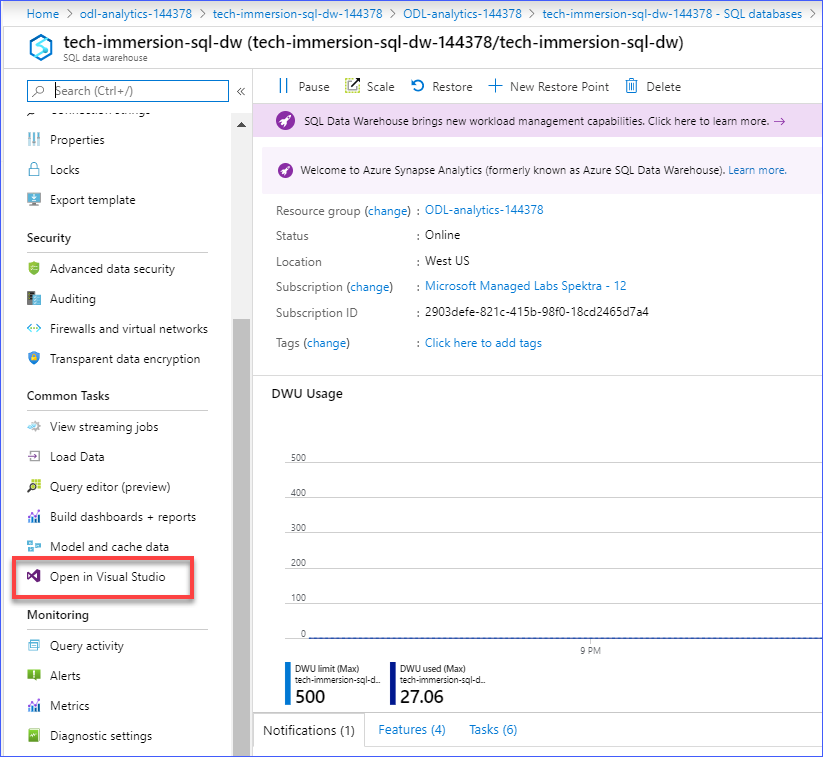 Home > odl-analytics-144378 > tech-immersion-sql-dw-144378 > ODL-analytics-144378 > tech-immersion-sql-dw-144378 - SQL databases >
tech-immersion-sql-dw (tech-immersion-sql-dw-144378/tech-immersion-sql-dw)
SQL data warehouse
Search (Ctrl+/)
«
Connection strings
Properties
Locks
Export template
Security
Advanced data security
Auditing
Firewalls and virtual networks
Transparent data encryption
Common Tasks
View streaming jobs
Load Data
Query editor (preview)
Build dashboards + reports
Model and cache data
Open in Visual Studio
Monitoring
Query activity
Alerts
Metrics
Diagnostic settings
Pause Scale Restore New Restore Point Delete
SQL Data Warehouse brings new workload management capabilities. Click here to learn more. →
Welcome to Azure Synapse Analytics (formerly known as Azure SQL Data Warehouse). Learn more.
Resource group (change) : ODL-analytics-144378
Status : Online
Location : West US
Subscription (change) : Microsoft Managed Labs Spektra - 12
Subscription ID : 2903defe-821c-415b-98f0-18cd2465d7a4
Tags (change) : Click here to add tags
DWU Usage
500
400
300
200
100
0
9 PM
DWU limit (Max)
tech-immersion-sql-d...
500
DWU used (Max)
tech-immersion-sql-d...
27.06
Notifications (1) Features (4) Tasks (6)